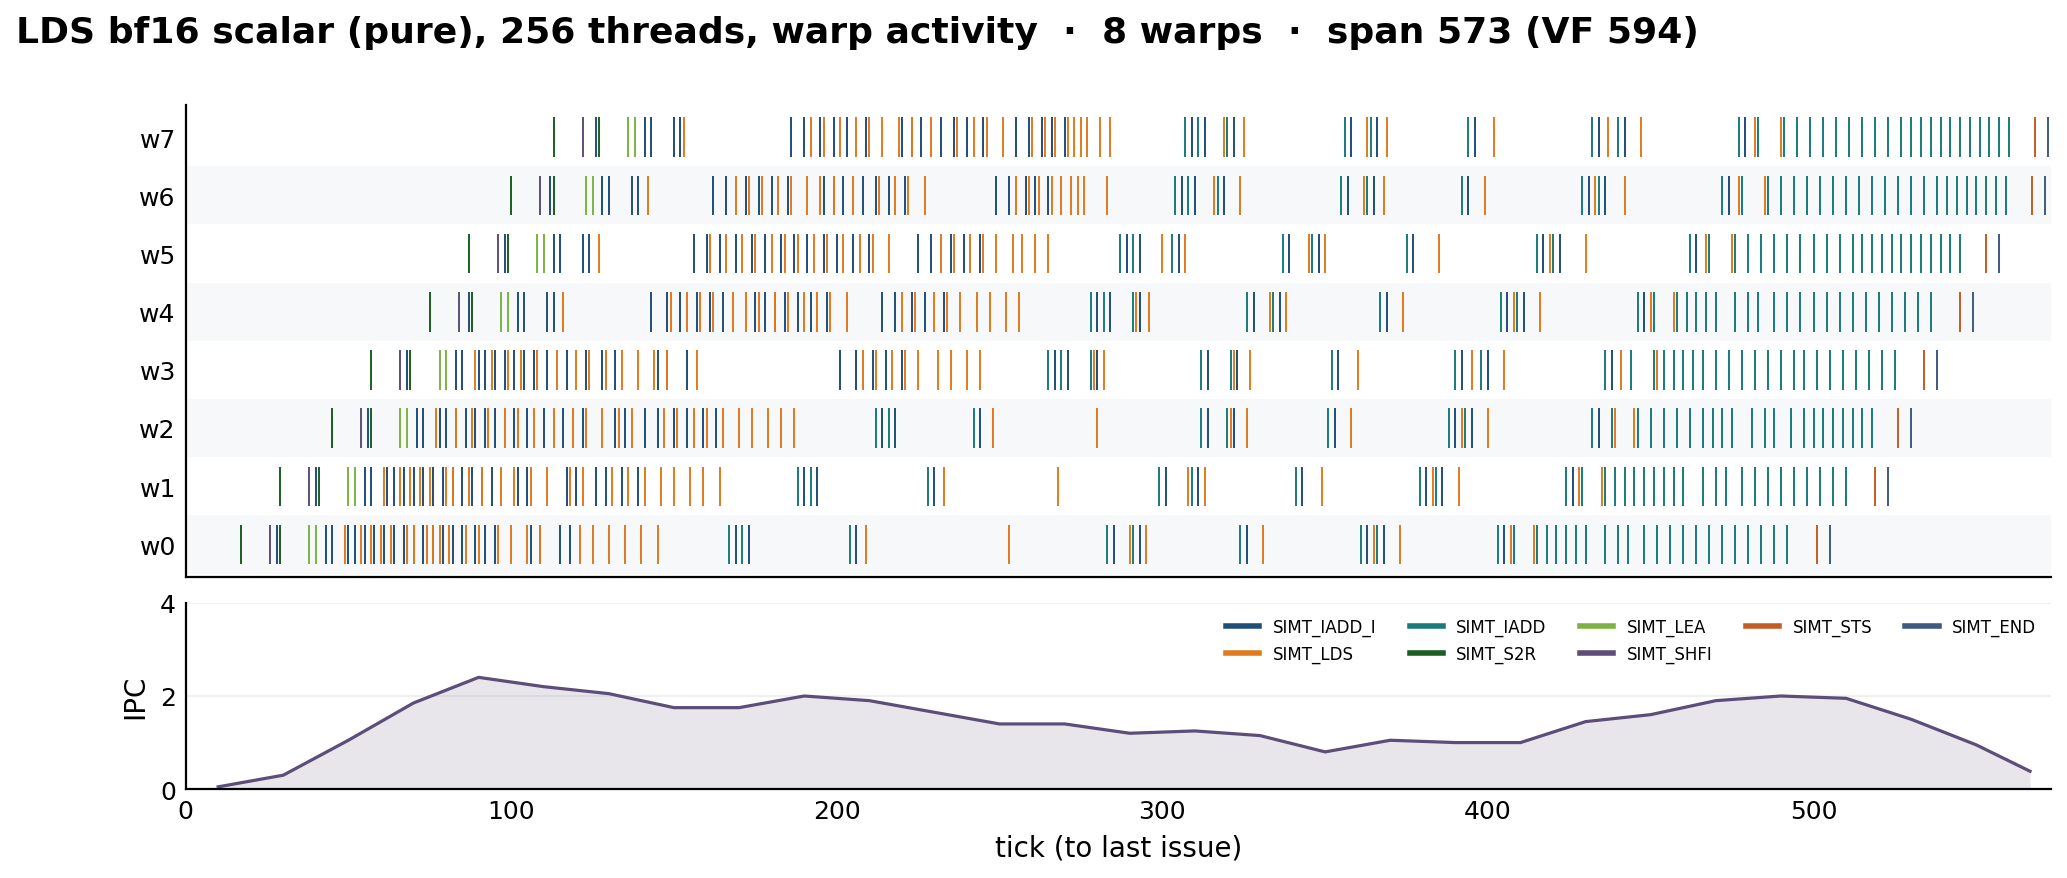 LDS bf16 scalar (pure), 256 threads, warp activity · 8 warps · span 573 (VF 594)
w7
w6
w5
w4
w3
w2
w1
w0
4
2
0
IPC
SIMT_IADD_I SIMT_IADD SIMT_LEA SIMT_STS SIMT_END
SIMT_LDS SIMT_S2R SIMT_SHFI
0 100 200 300 400 500
tick (to last issue)